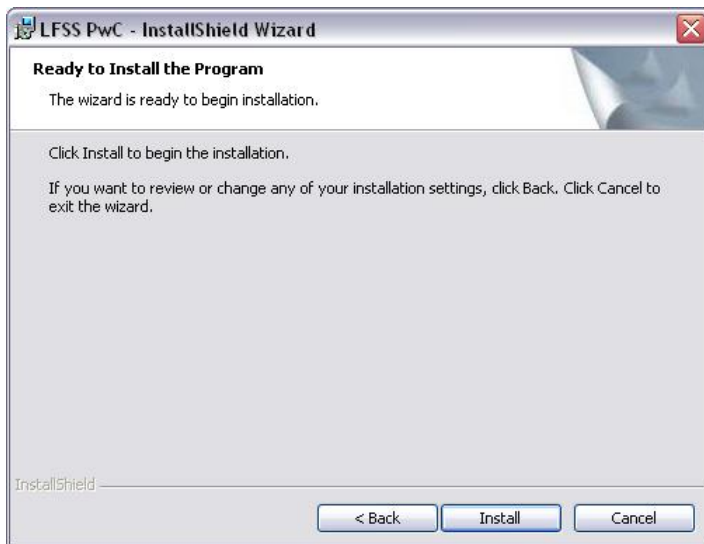 LFSS PwC - InstallShield Wizard
Ready to Install the Program
The wizard is ready to begin installation.
Click Install to begin the installation.
If you want to review or change any of your installation settings, click Back. Click Cancel to
exit the wizard.
InstallShield
< Back Install Cancel